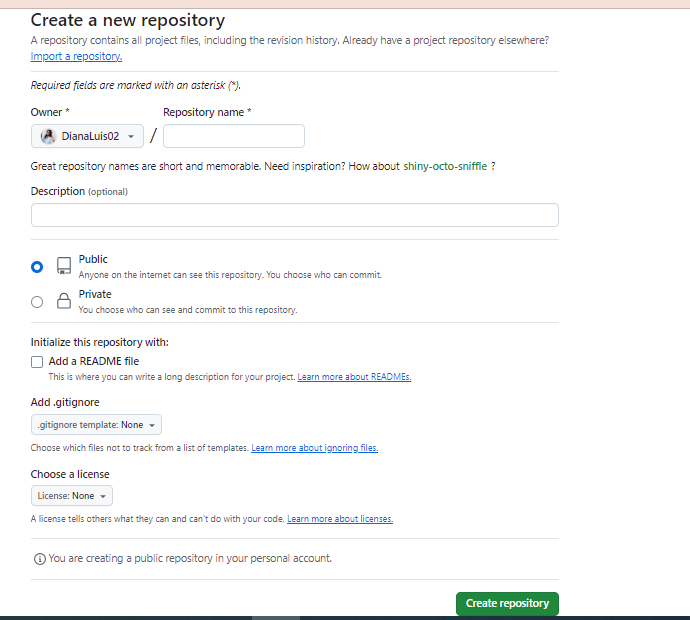 Create a new repository
A repository contains all project files, including the revision history. Already have a project repository elsewhere?
Import a repository.
Required fields are marked with an asterisk (*).
Owner * Repository name *
DianaLuis02 /
Great repository names are short and memorable. Need inspiration? How about shiny-octo-sniffle ?
Description (optional)
Public
Anyone on the internet can see this repository. You choose who can commit.
Private
You choose who can see and commit to this repository.
Initialize this repository with:
Add a README file
This is where you can write a long description for your project. Learn more about READMEs.
Add .gitignore
.gitignore template: None
Choose which files not to track from a list of templates. Learn more about ignoring files.
Choose a license
License: None
A license tells others what they can and can't do with your code. Learn more about licenses.
You are creating a public repository in your personal account.
Create repository